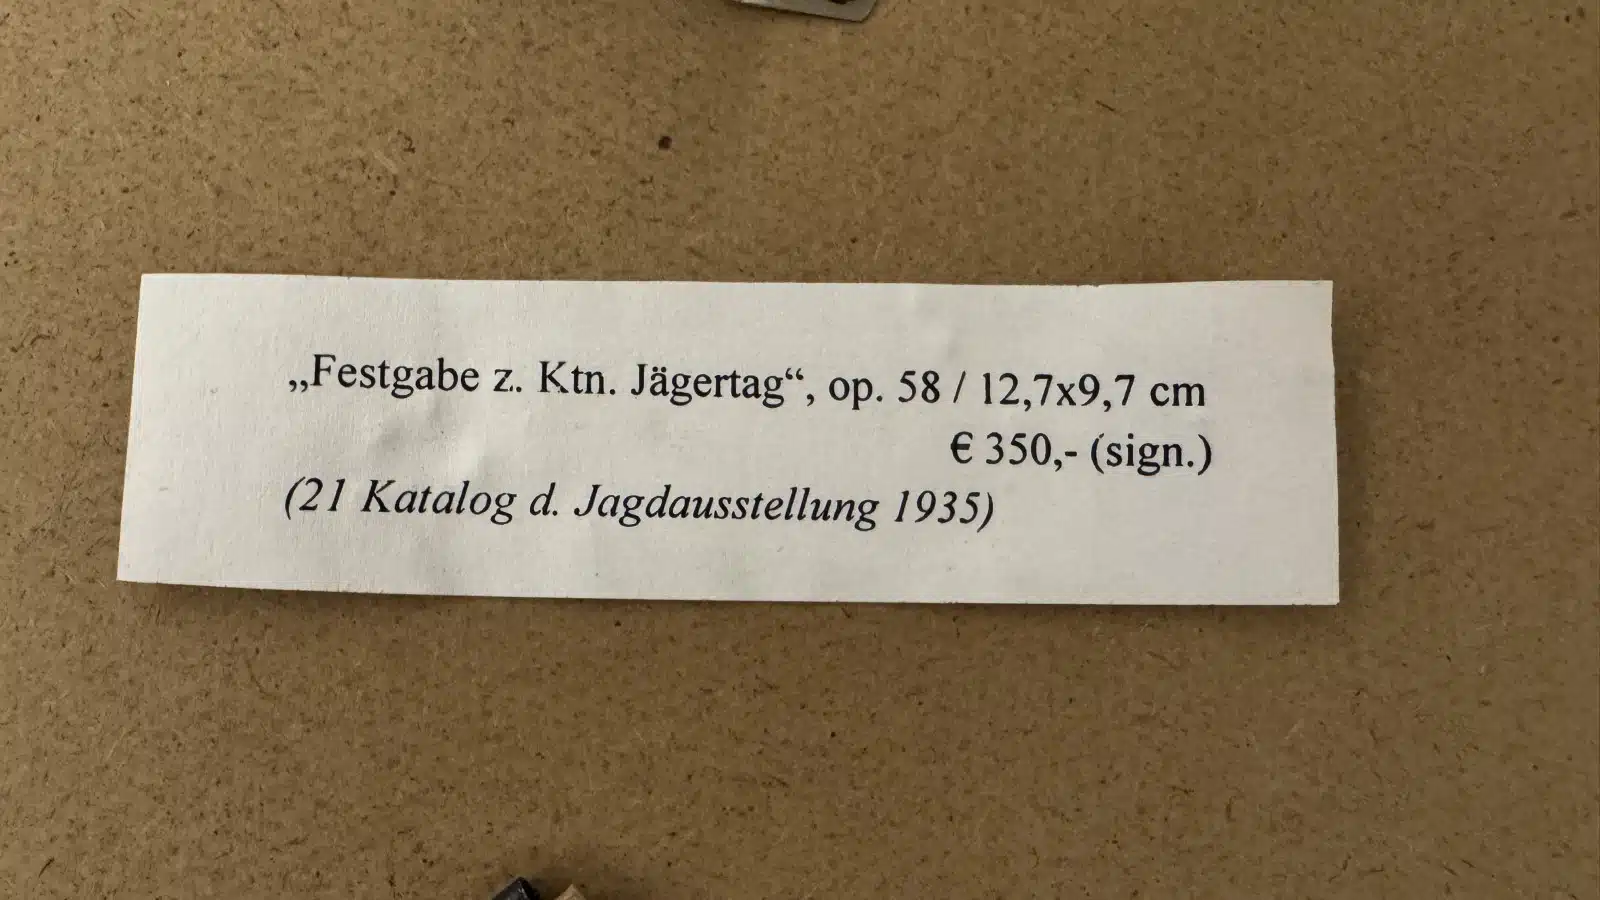 „Festgabe z. Ktn. Jägertag“, op. 58 / 12,7x9,7 cm
€ 350,- (sign.)
(21 Katalog d. Jagdausstellung 1935)